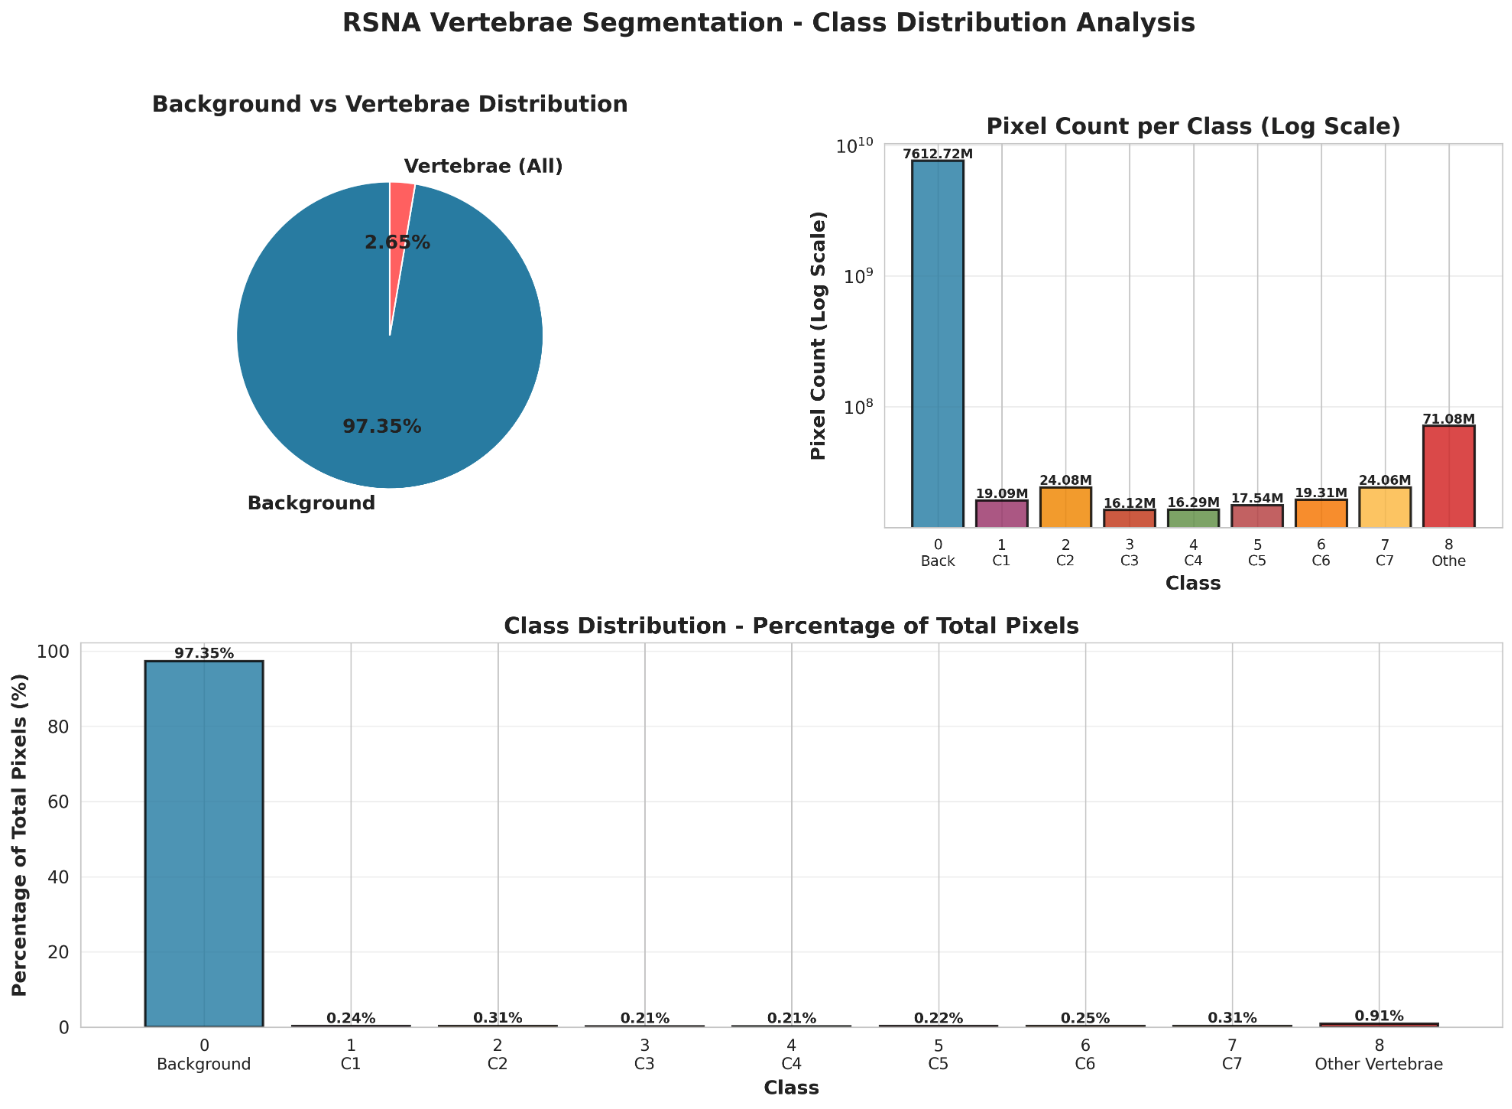 RSNA Vertebrae Segmentation - Class Distribution Analysis
Background vs Vertebrae Distribution
Vertebrae (All)
2.65%
97.35%
Background
Pixel Count per Class (Log Scale)
Pixel Count (Log Scale)
10¹⁰
10⁹
10⁸
7612.72M
19.09M
24.08M
16.12M
16.29M
17.54M
19.31M
24.06M
71.08M
0 1 2 3 4 5 6 7 8
Back C1 C2 C3 C4 C5 C6 C7 Othe
Class
Class Distribution - Percentage of Total Pixels
Percentage of Total Pixels (%)
100
80
60
40
20
0
97.35% 0.24% 0.31% 0.21% 0.21% 0.22% 0.25% 0.31% 0.91%
0 1 2 3 4 5 6 7 8
Background C1 C2 C3 C4 C5 C6 C7 Other Vertebrae
Class